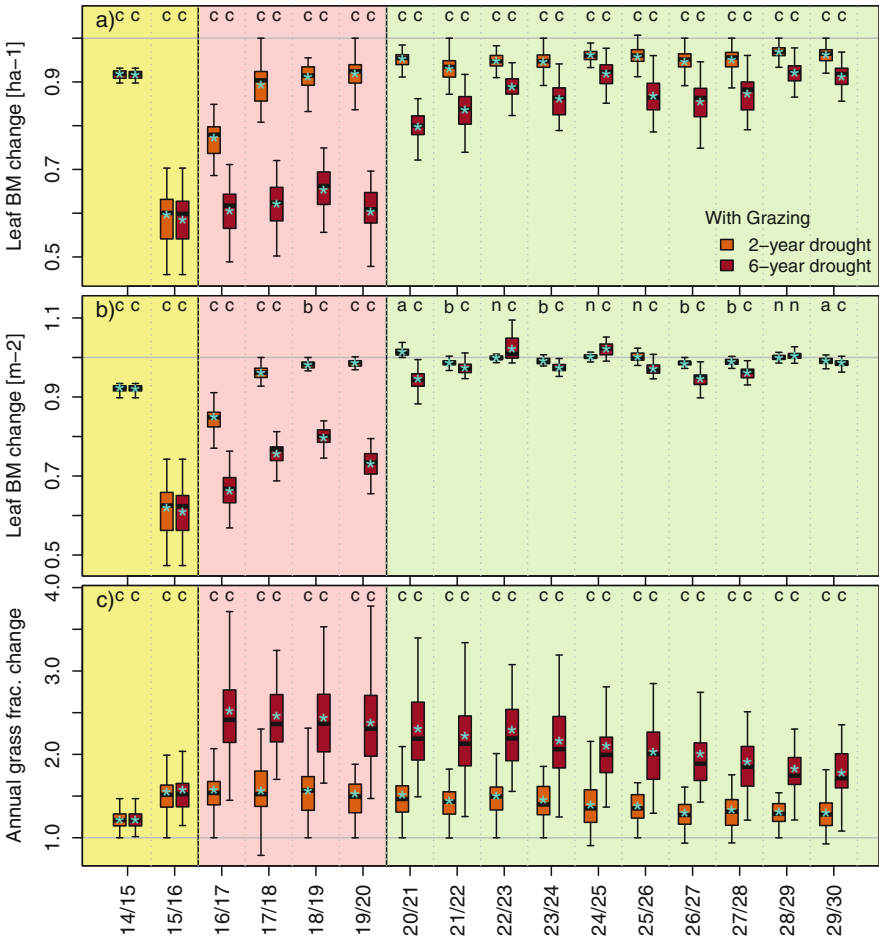 a) c c c c c c c c c c c c c c c c c c c c c c c c c c c c c c c c
Leaf BM change [ha−1]
0.9
0.7
0.5
With Grazing
2−year drought
6−year drought
b) c c c c c c c c b c c c a c b c n c b c n c n c b c b c n n a c
Leaf BM change [m−2]
1.1
0.9
0.7
0.5
c) c c c c c c c c c c c c c c c c c c c c c c c c c c c c c c c c
Annual grass frac. change
4.0
3.0
2.0
1.0
14/15 15/16 16/17 17/18 18/19 19/20 20/21 21/22 22/23 23/24 24/25 25/26 26/27 27/28 28/29 29/30